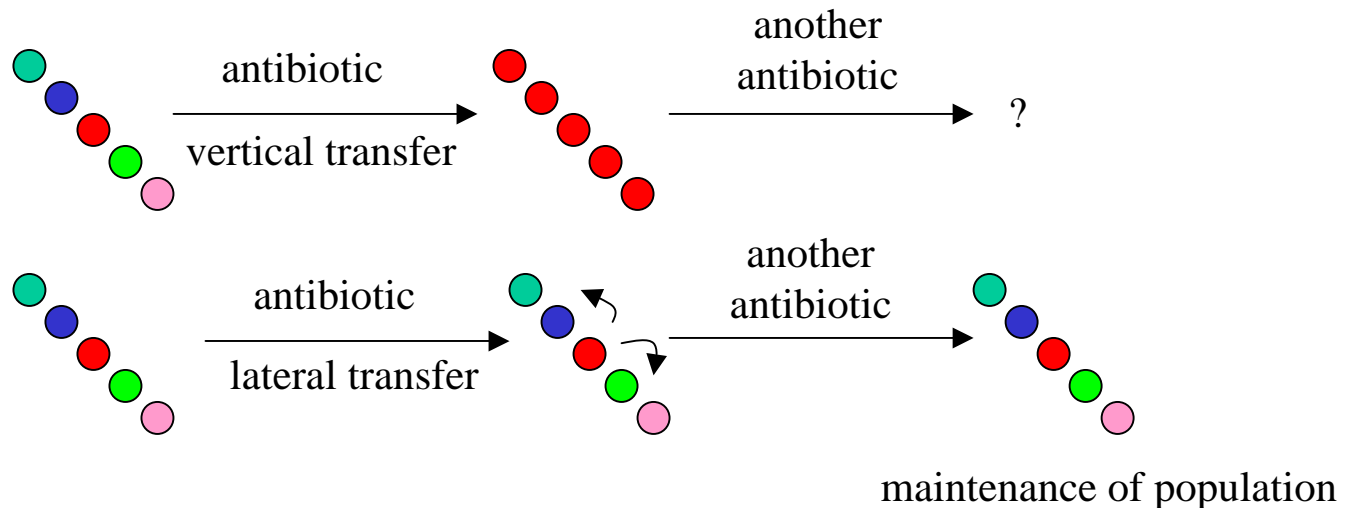 antibiotic
vertical transfer
another
antibiotic
?
antibiotic
lateral transfer
another
antibiotic
maintenance of population